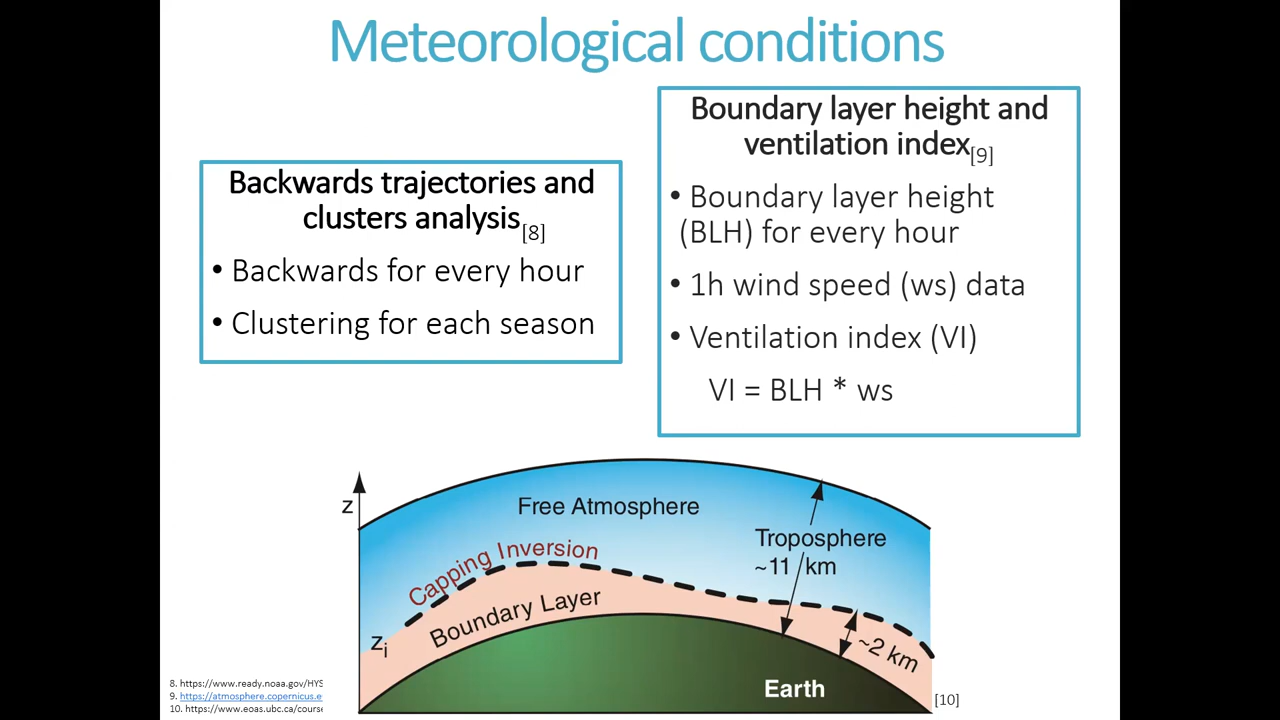 Meteorological conditions
Backwards trajectories and
clusters analysis[8]
• Backwards for every hour
• Clustering for each season
Boundary layer height and
ventilation index[9]
• Boundary layer height
(BLH) for every hour
• 1h wind speed (ws) data
• Ventilation index (VI)
VI = BLH * ws
z
Free Atmosphere
Capping Inversion
Troposphere
~11 km
Boundary Layer
zi
~2 km
Earth
[10]
8. https://www.ready.noaa.gov/HYS
9. https://atmosphere.copernicus.e
10. https://www.eoas.ubc.ca/course